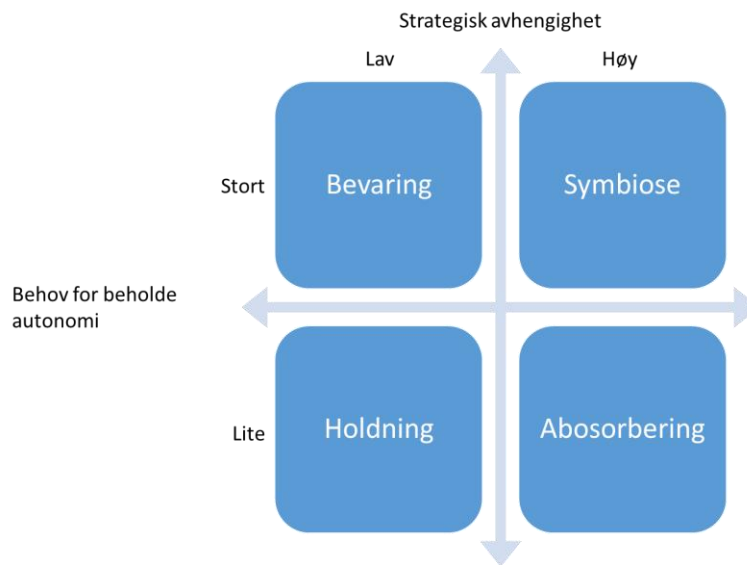 Strategisk avhengighet
Lav
Høy
Stort
Bevaring
Symbiose
Behov for beholde
autonomi
Lite
Holdning
Abosorbering